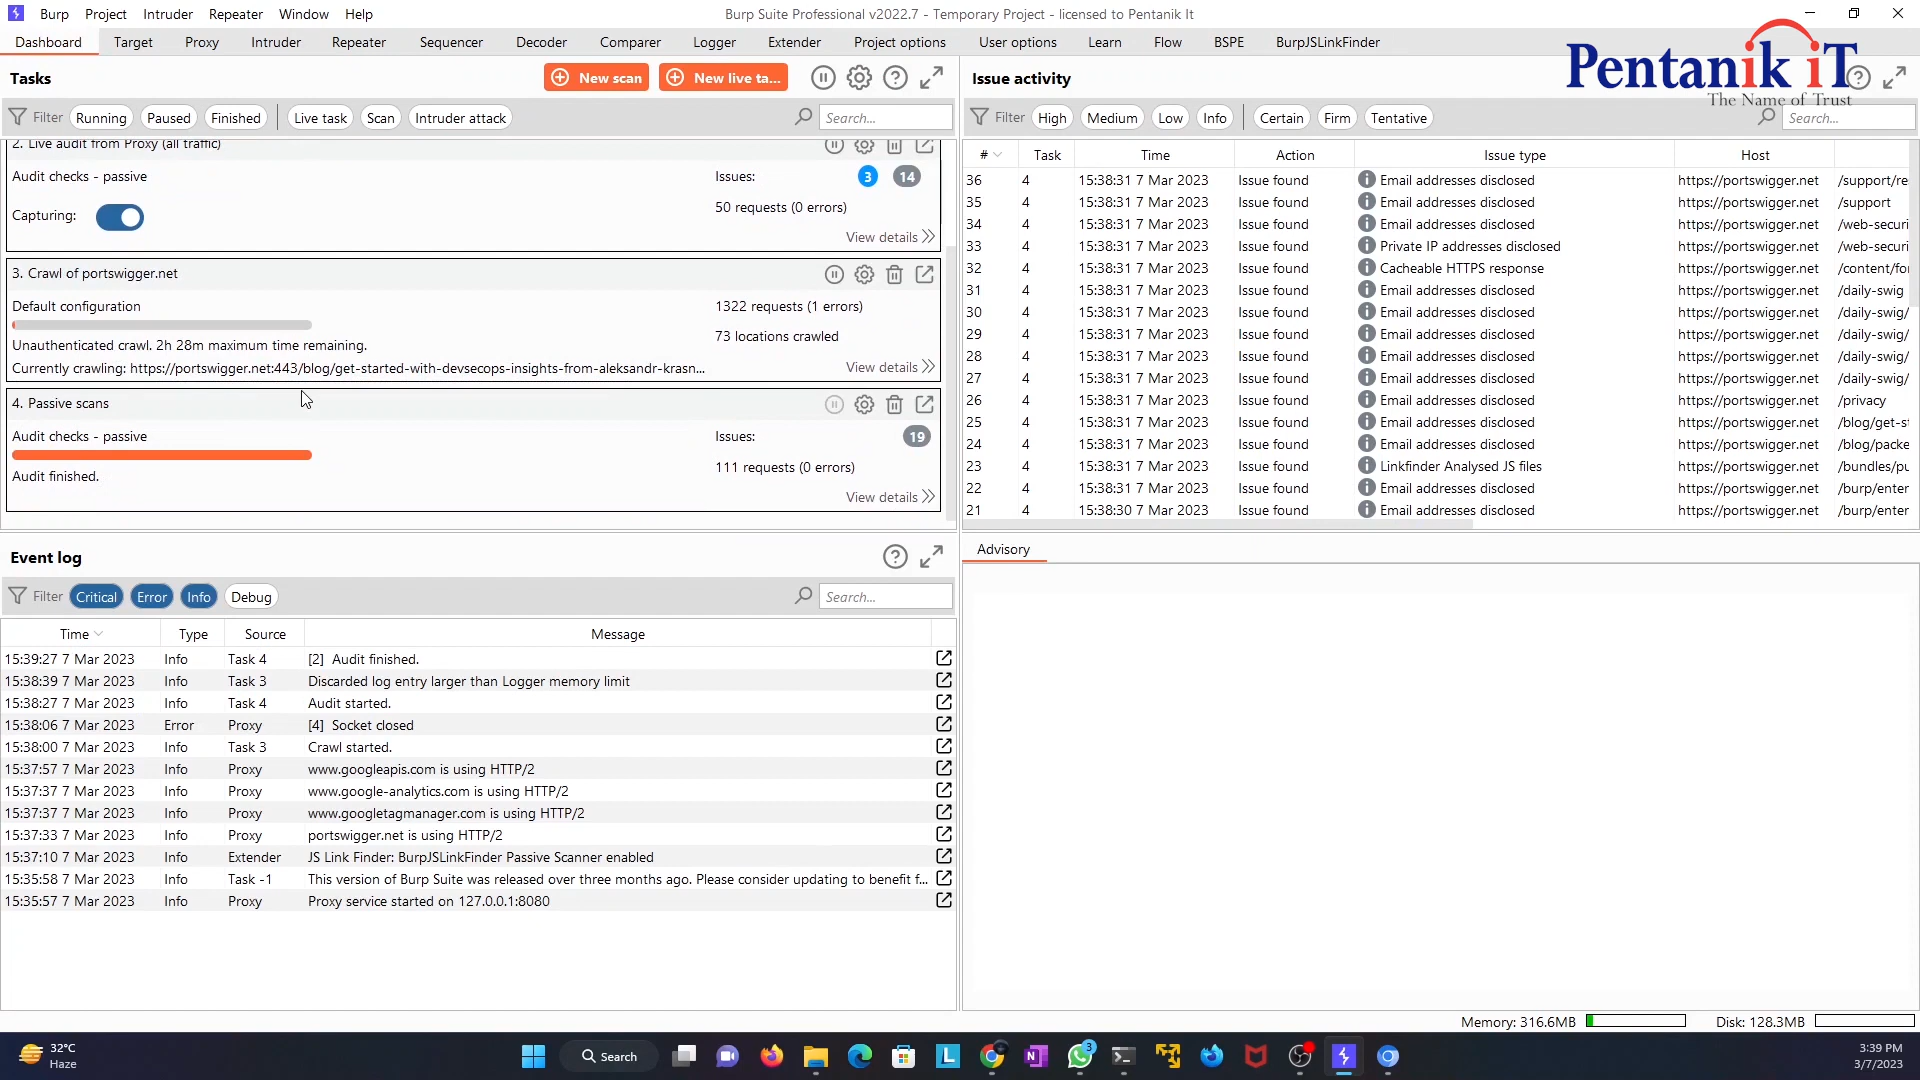 Burp Project Intruder Repeater Window Help
Burp Suite Professional v2022.7 - Temporary Project - licensed to Pentanik It
Dashboard Target Proxy Intruder Repeater Sequencer Decoder Comparer Logger Extender Project options User options Learn Flow BSPE BurpJSLinkFinder
Pentanik iT
The Name of Trust
Tasks
New scan
New live ta...
Filter Running Paused Finished Live task Scan Intruder attack Search...
2. Live audit from Proxy (all traffic)
Audit checks - passive
Issues: 3 14
Capturing:
50 requests (0 errors)
View details
3. Crawl of portswigger.net
Default configuration
1322 requests (1 errors)
Unauthenticated crawl. 2h 28m maximum time remaining.
73 locations crawled
Currently crawling: https://portswigger.net:443/blog/get-started-with-devsecops-insights-from-aleksandr-krasn...
View details
4. Passive scans
Audit checks - passive
Issues: 19
111 requests (0 errors)
Audit finished.
View details
Issue activity
Filter High Medium Low Info Certain Firm Tentative Search...
# Task Time Action Issue type Host
36 4 15:38:31 7 Mar 2023 Issue found Email addresses disclosed https://portswigger.net /support/re
35 4 15:38:31 7 Mar 2023 Issue found Email addresses disclosed https://portswigger.net /support
34 4 15:38:31 7 Mar 2023 Issue found Email addresses disclosed https://portswigger.net /web-securi
33 4 15:38:31 7 Mar 2023 Issue found Private IP addresses disclosed https://portswigger.net /web-securi
32 4 15:38:31 7 Mar 2023 Issue found Cacheable HTTPS response https://portswigger.net /content/fo
31 4 15:38:31 7 Mar 2023 Issue found Email addresses disclosed https://portswigger.net /daily-swig
30 4 15:38:31 7 Mar 2023 Issue found Email addresses disclosed https://portswigger.net /daily-swig/
29 4 15:38:31 7 Mar 2023 Issue found Email addresses disclosed https://portswigger.net /daily-swig/
28 4 15:38:31 7 Mar 2023 Issue found Email addresses disclosed https://portswigger.net /daily-swig/
27 4 15:38:31 7 Mar 2023 Issue found Email addresses disclosed https://portswigger.net /daily-swig/
26 4 15:38:31 7 Mar 2023 Issue found Email addresses disclosed https://portswigger.net /privacy
25 4 15:38:31 7 Mar 2023 Issue found Email addresses disclosed https://portswigger.net /blog/get-st
24 4 15:38:31 7 Mar 2023 Issue found Email addresses disclosed https://portswigger.net /blog/packe
23 4 15:38:31 7 Mar 2023 Issue found Linkfinder Analysed JS files https://portswigger.net /bundles/pu
22 4 15:38:31 7 Mar 2023 Issue found Email addresses disclosed https://portswigger.net /burp/enter
21 4 15:38:30 7 Mar 2023 Issue found Email addresses disclosed https://portswigger.net /burp/enter
Advisory
Event log
Filter Critical Error Info Debug Search...
Time Type Source Message
15:39:27 7 Mar 2023 Info Task 4 [2] Audit finished.
15:38:39 7 Mar 2023 Info Task 3 Discarded log entry larger than Logger memory limit
15:38:27 7 Mar 2023 Info Task 4 Audit started.
15:38:06 7 Mar 2023 Error Proxy [4] Socket closed
15:38:00 7 Mar 2023 Info Task 3 Crawl started.
15:37:57 7 Mar 2023 Info Proxy www.googleapis.com is using HTTP/2
15:37:37 7 Mar 2023 Info Proxy www.google-analytics.com is using HTTP/2
15:37:37 7 Mar 2023 Info Proxy www.googletagmanager.com is using HTTP/2
15:37:33 7 Mar 2023 Info Proxy portswigger.net is using HTTP/2
15:37:10 7 Mar 2023 Info Extender JS Link Finder: BurpJSLinkFinder Passive Scanner enabled
15:35:58 7 Mar 2023 Info Task -1 This version of Burp Suite was released over three months ago. Please consider updating to benefit f...
15:35:57 7 Mar 2023 Info Proxy Proxy service started on 127.0.0.1:8080
Memory: 316.6MB Disk: 128.3MB
32°C
Haze
Search
3
3:39 PM
3/7/2023